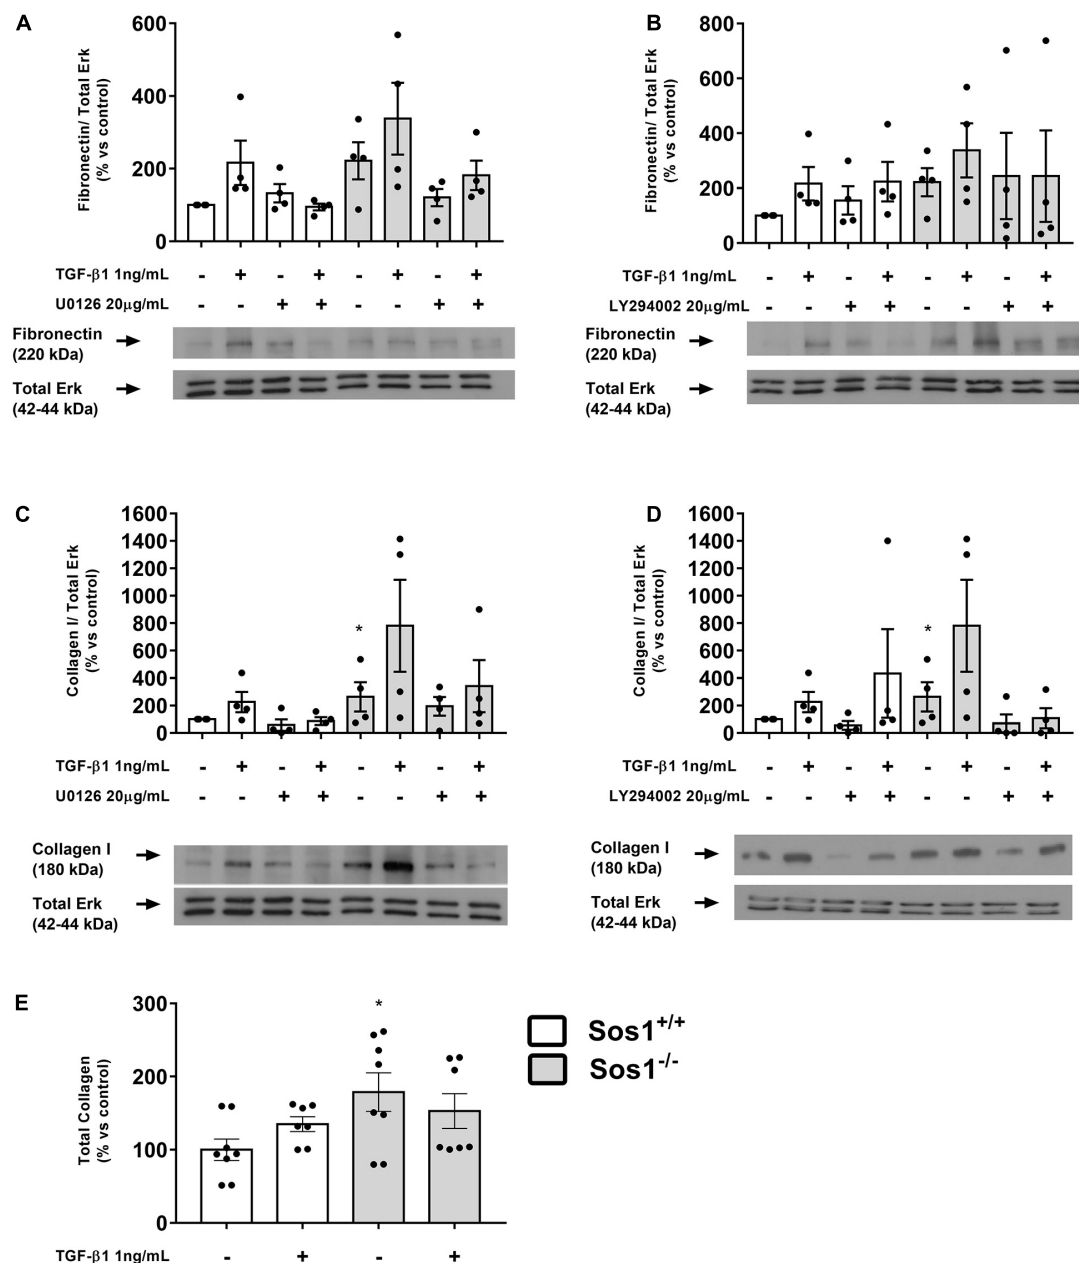 A
Fibronectin/ Total Erk
(% vs control)
600
400
200
0
TGF-β1 1ng/mL - + - + - + - +
U0126 20μg/mL - - + + - - + +
Fibronectin
(220 kDa)
Total Erk
(42-44 kDa)
B
Fibronectin/ Total Erk
(% vs control)
800
600
400
200
0
TGF-β1 1ng/mL - + - + - + - +
LY294002 20μg/mL - - + + - - + +
Fibronectin
(220 kDa)
Total Erk
(42-44 kDa)
C
Collagen I/ Total Erk
(% vs control)
1600
1400
1200
1000
800
600
400
200
0
*
TGF-β1 1ng/mL - + - + - + - +
U0126 20μg/mL - - + + - - + +
Collagen I
(180 kDa)
Total Erk
(42-44 kDa)
D
Collagen I/ Total Erk
(% vs control)
1600
1400
1200
1000
800
600
400
200
0
*
TGF-β1 1ng/mL - + - + - + - +
LY294002 20μg/mL - - + + - - + +
Collagen I
(180 kDa)
Total Erk
(42-44 kDa)
E
Total Collagen
(% vs control)
300
200
100
0
*
TGF-β1 1ng/mL - + - +
Sos1+/+
Sos1-/-